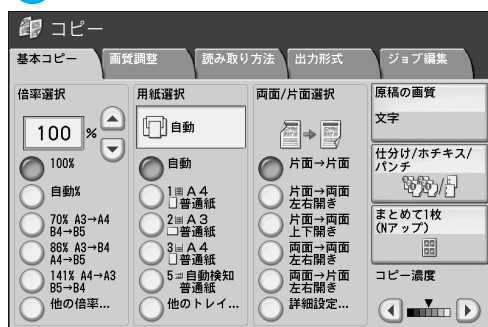 コピー
基本コピー
画質調整
読み取り方法
出力形式
ジョブ編集
倍率選択
100 %
100%
自動%
70% A3→A4
B4→B5
86% A3→B4
A4→B5
141% A4→A3
B5→B4
他の倍率...
用紙選択
自動
自動
1 A4
普通紙
2 A3
普通紙
3 A4
普通紙
5 自動検知
普通紙
他のトレイ...
両面/片面選択
片面→片面
片面→両面
左右開き
片面→両面
上下開き
両面→両面
左右開き
両面→片面
左右開き
詳細設定...
原稿の画質
文字
仕分け/ホチキス/
パンチ
まとめて1枚
(Nアップ)
コピー濃度